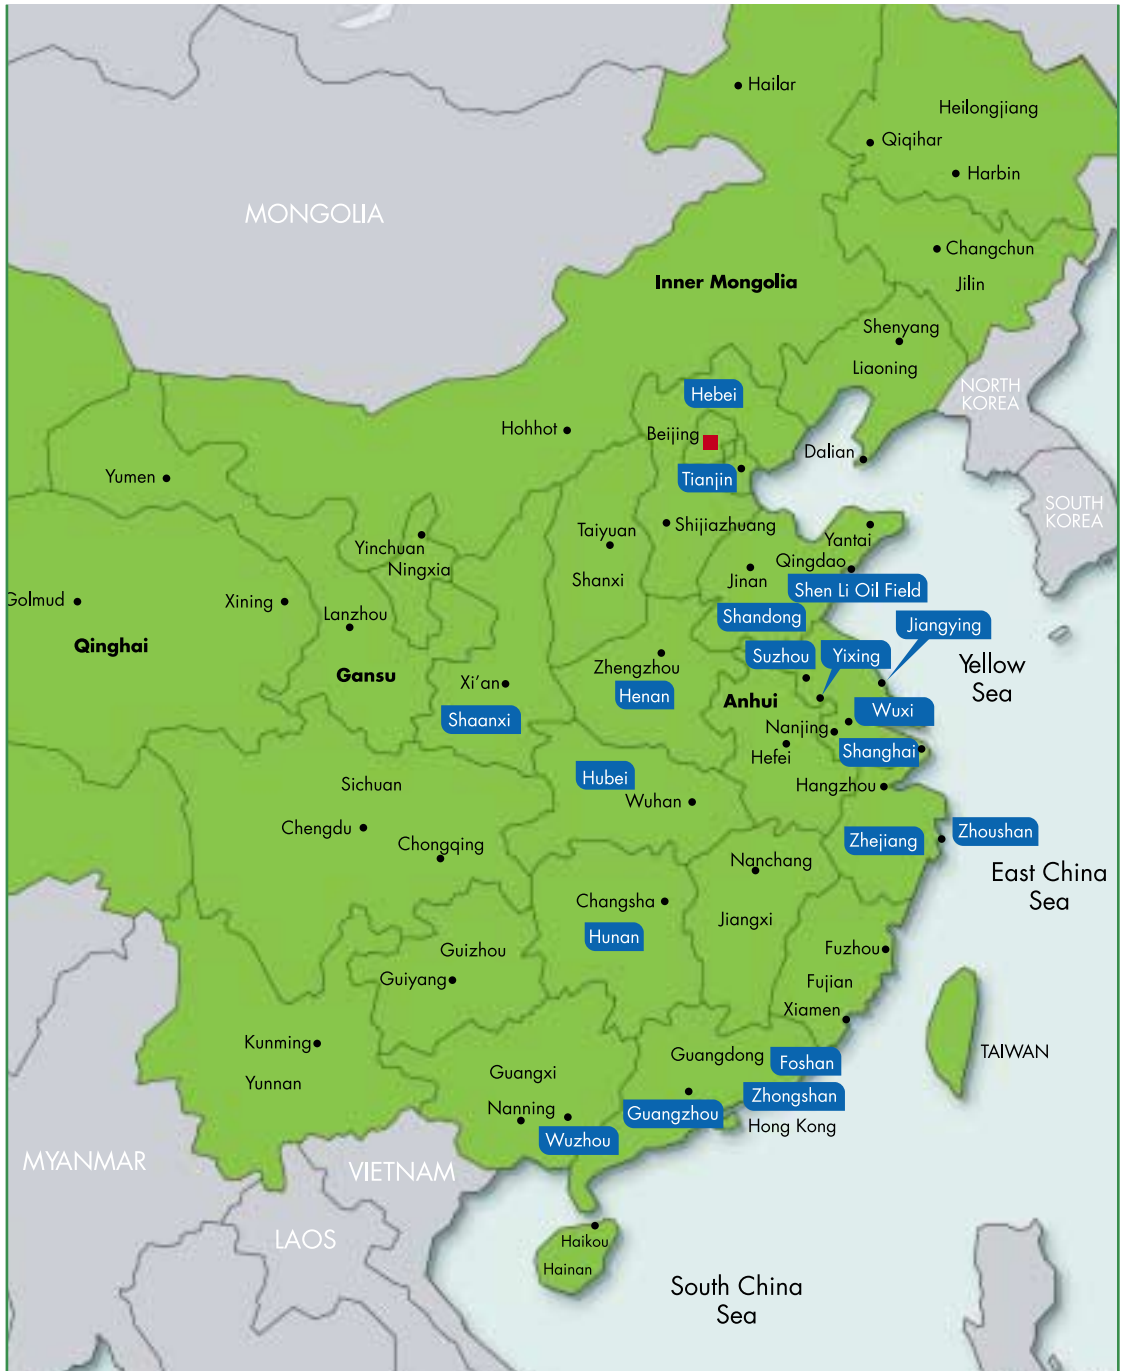 Hailar
Heilongjiang
Qiqihar
Harbin
MONGOLIA
Changchun
Inner Mongolia
Jilin
Shenyang
Liaoning
NORTH
KOREA
Hebei
Hohhot
Beijing
Dalian
Yumen
Tianjin
SOUTH
KOREA
Taiyuan
Shijiazhuang
Yantai
Yinchuan
Qingdao
Ningxia
Shanxi
Jinan
Shen Li Oil Field
Golmud
Xining
Lanzhou
Shandong
Jiangying
Qinghai
Suzhou
Yixing
Yellow
Sea
Zhengzhou
Gansu
Xi'an
Henan
Anhui
Wuxi
Shaanxi
Nanjing
Shanghai
Hefei
Hubei
Sichuan
Hangzhou
Wuhan
Chengdu
Chongqing
Zhejiang
Zhoushan
Nanchang
East China
Sea
Changsha
Jiangxi
Hunan
Guizhou
Fuzhou
Guiyang
Fujian
Xiamen
Kunming
Guangdong
Foshan
TAIWAN
Yunnan
Guangxi
Zhongshan
Nanning
Guangzhou
Hong Kong
Wuzhou
MYANMAR
VIETNAM
LAOS
Haikou
Hainan
South China
Sea